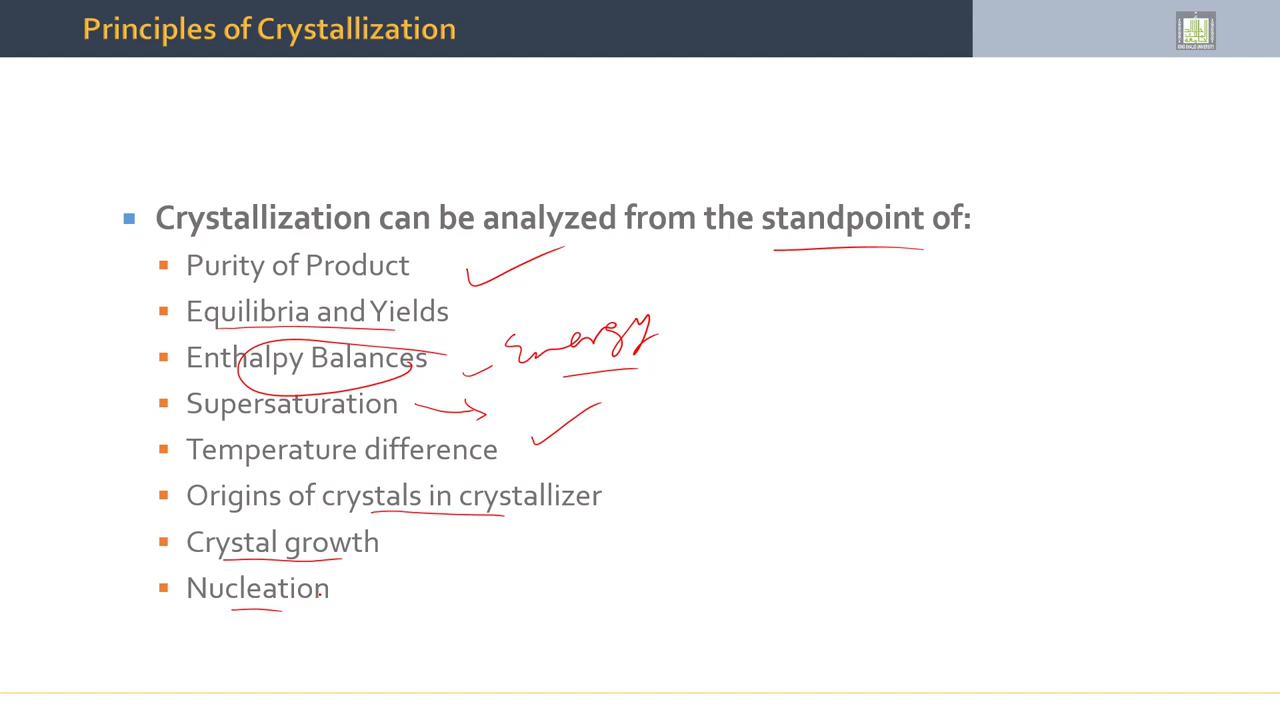 Principles of Crystallization
Crystallization can be analyzed from the standpoint of:
Purity of Product
Equilibria and Yields
Enthalpy Balances
Energy
Supersaturation
Temperature difference
Origins of crystals in crystallizer
Crystal growth
Nucleation